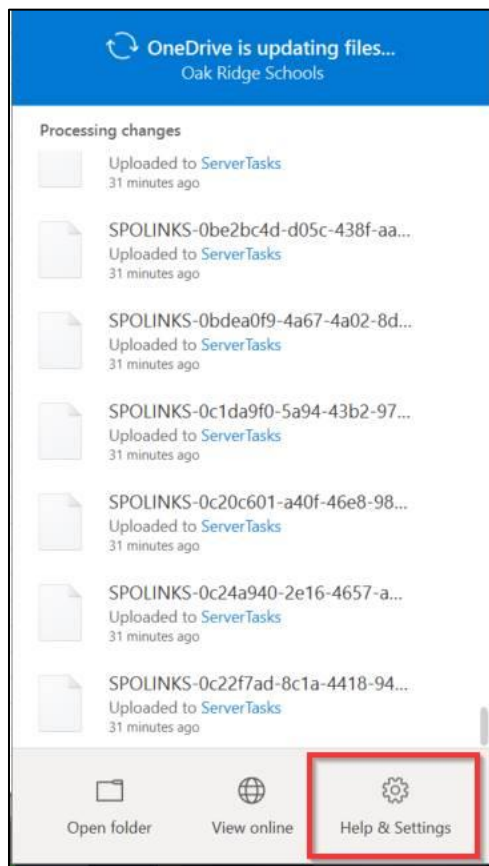 OneDrive is updating files...
Oak Ridge Schools
Processing changes
Uploaded to ServerTasks
31 minutes ago
SPOLINKS-0be2bc4d-d05c-438f-aa...
Uploaded to ServerTasks
31 minutes ago
SPOLINKS-0bdea0f9-4a67-4a02-8d...
Uploaded to ServerTasks
31 minutes ago
SPOLINKS-0c1da9f0-5a94-43b2-97...
Uploaded to ServerTasks
31 minutes ago
SPOLINKS-0c20c601-a40f-46e8-98...
Uploaded to ServerTasks
31 minutes ago
SPOLINKS-0c24a940-2e16-4657-a...
Uploaded to ServerTasks
31 minutes ago
SPOLINKS-0c22f7ad-8c1a-4418-94...
Uploaded to ServerTasks
31 minutes ago
Open folder
View online
Help & Settings